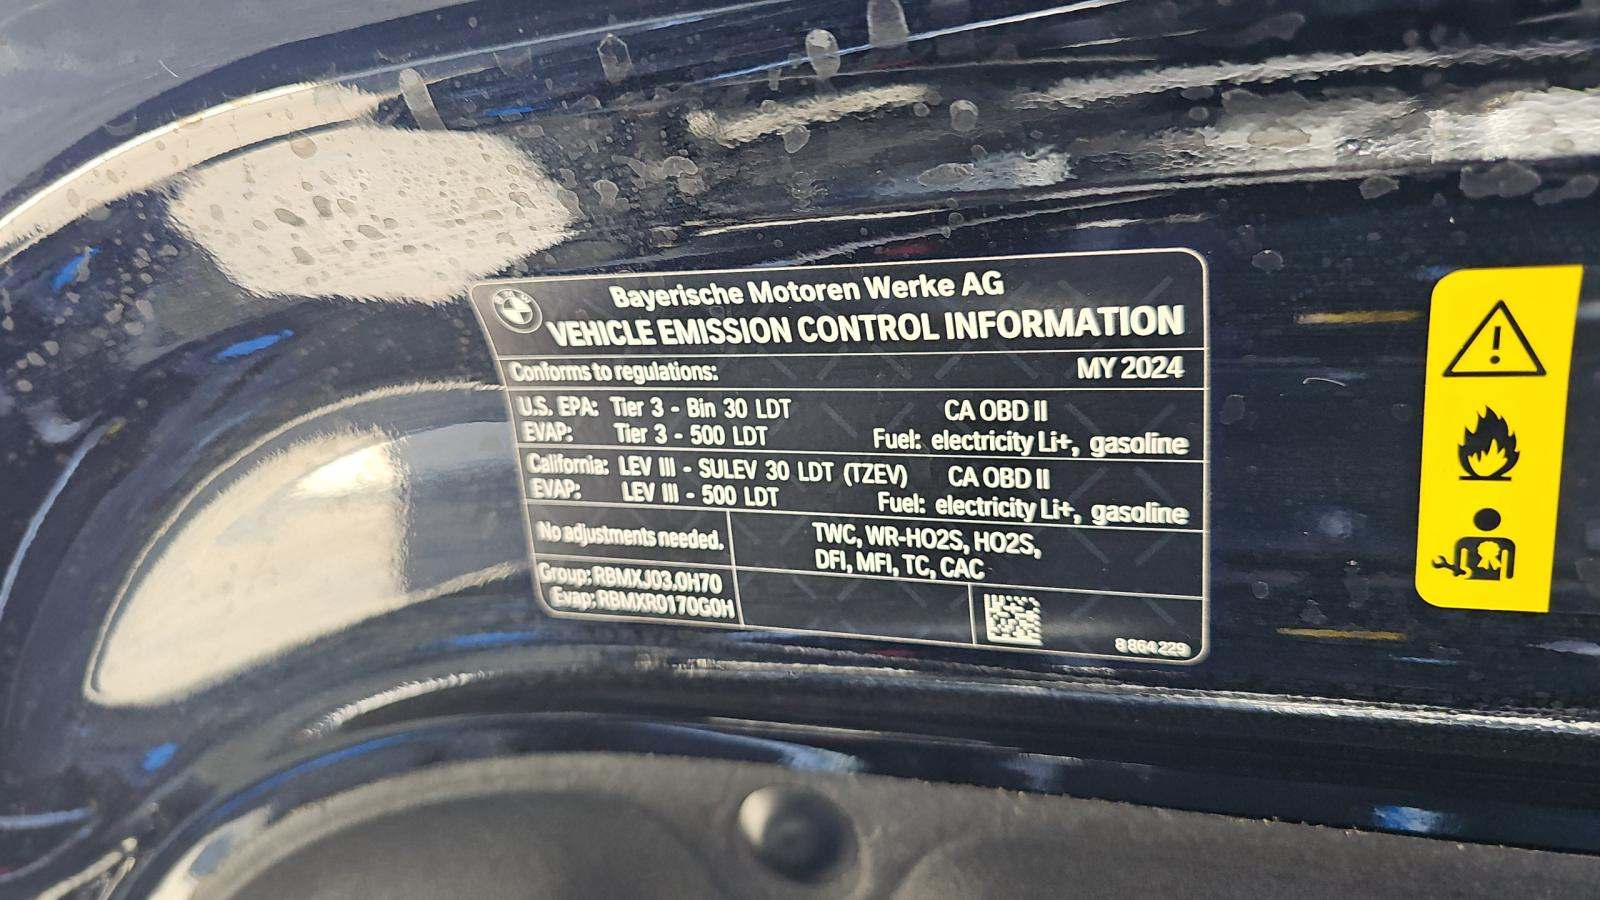 Bayerische Motoren Werke AG
VEHICLE EMISSION CONTROL INFORMATION
Conforms to regulations: MY 2024
U.S. EPA: Tier 3 - Bin 30 LDT CA OBD II
EVAP: Tier 3 - 500 LDT Fuel: electricity Li+, gasoline
California: LEV III - SULEV 30 LDT (TZEV) CA OBD II
EVAP: LEV III - 500 LDT Fuel: electricity Li+, gasoline
No adjustments needed. TWC, WR-HO2S, HO2S,
DFI, MFI, TC, CAC
Group: RBMXJ03.0H70
Evap: RBMXR0170G0H
8 864 229